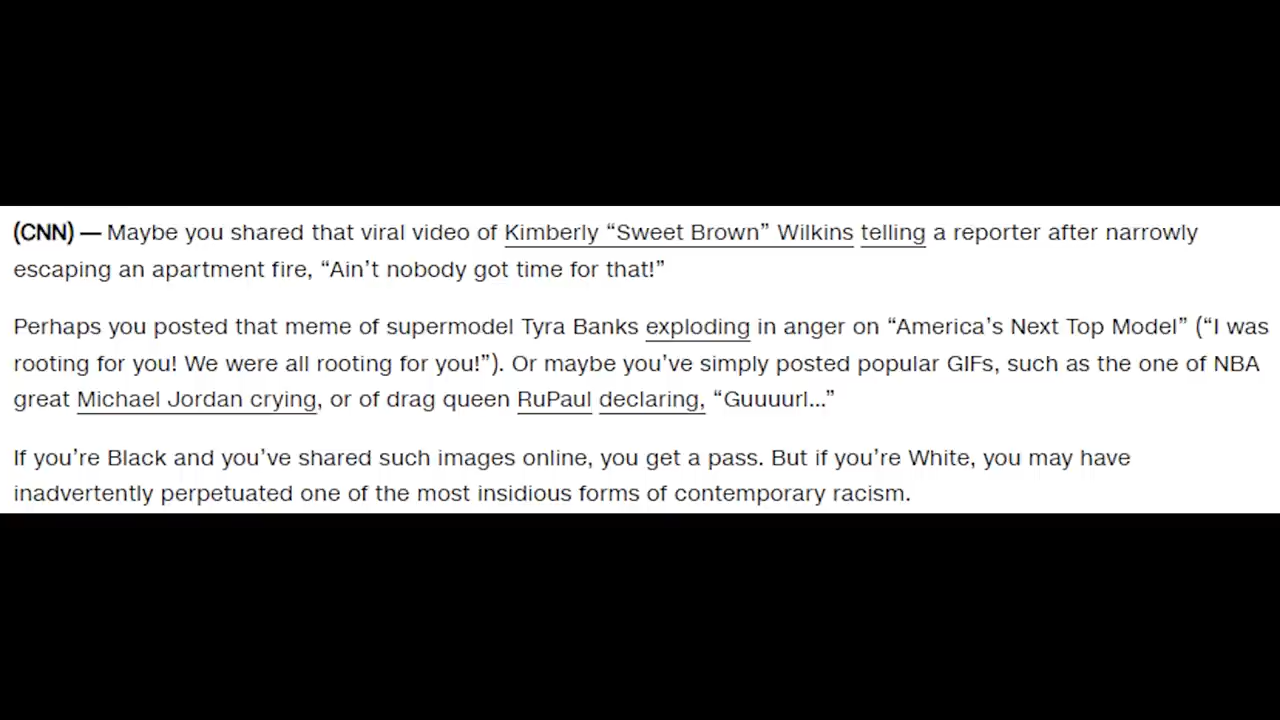 (CNN) — Maybe you shared that viral video of Kimberly “Sweet Brown” Wilkins telling a reporter after narrowly
escaping an apartment fire, “Ain’t nobody got time for that!”
Perhaps you posted that meme of supermodel Tyra Banks exploding in anger on “America’s Next Top Model” (“I was
rooting for you! We were all rooting for you!”). Or maybe you’ve simply posted popular GIFs, such as the one of NBA
great Michael Jordan crying, or of drag queen RuPaul declaring, “Guuuurl…”
If you’re Black and you’ve shared such images online, you get a pass. But if you’re White, you may have
inadvertently perpetuated one of the most insidious forms of contemporary racism.